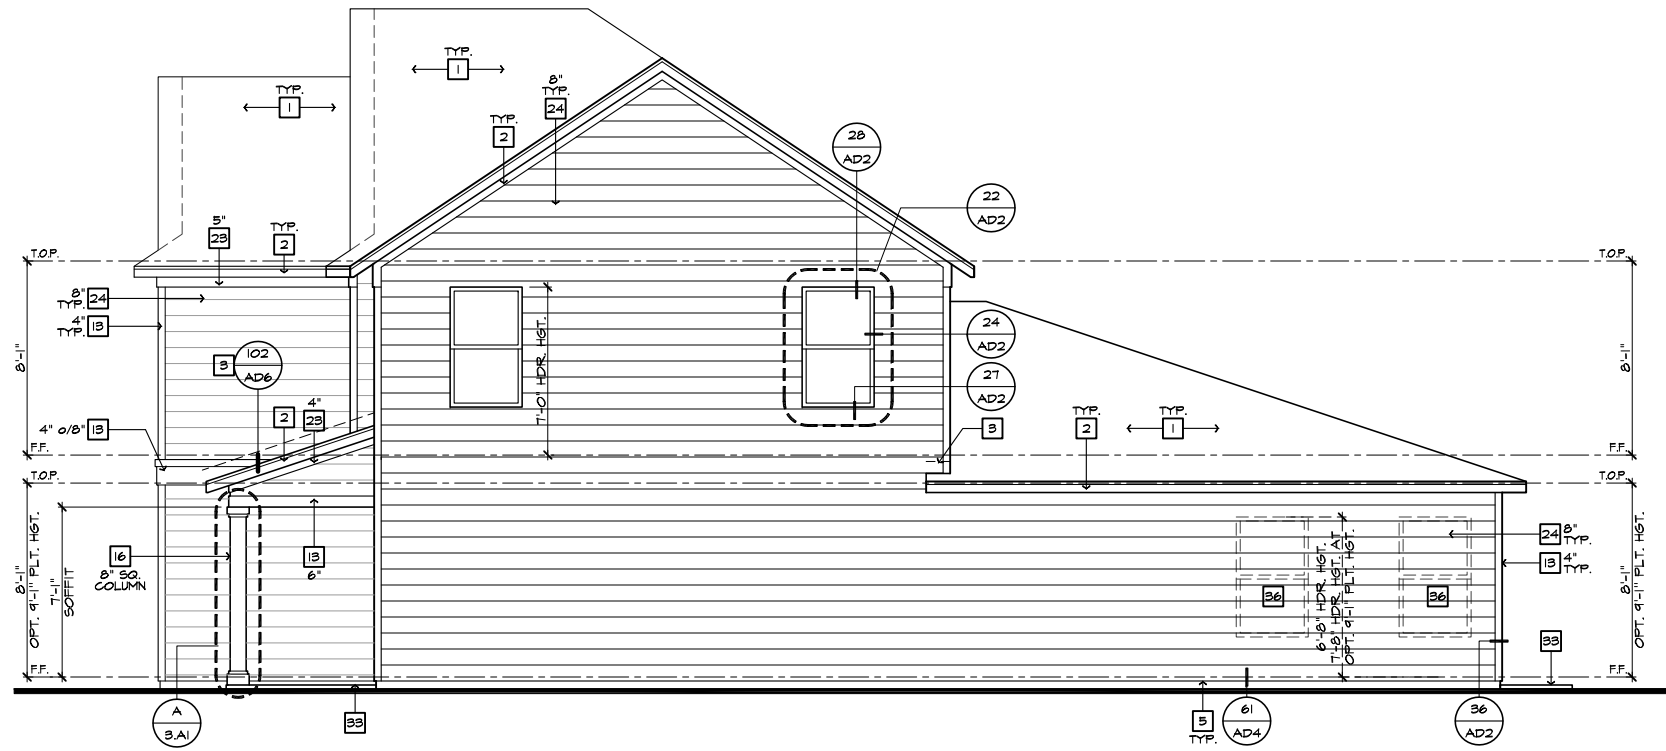 TYP.
1
TYP.
1
8"
TYP.
24
TYP.
2
28
AD2
22
AD2
5"
23
TYP.
2
T.O.P.
T.O.P.
8"
TYP.
24
4"
TYP.
13
8'-1"
3
102
AD6
7'-0" HDR. HGT.
24
AD2
27
AD2
8'-1"
4" O/8"
13
2
4"
23
3
TYP.
2
TYP.
1
F.F.
F.F.
T.O.P.
T.O.P.
8'-1"
OPT. 9'-1" PLT. HGT.
7'-1"
SOFFIT
16
8" SQ.
COLUMN
13
6"
6'-8" HDR. HGT.
7'-8" HDR. HGT. AT
OPT. 9'-1" PLT. HGT.
36
36
24
8"
TYP.
13
4"
TYP.
8'-1"
OPT. 9'-1" PLT. HGT.
33
F.F.
F.F.
A
3.A1
33
5
TYP.
61
AD4
36
AD2